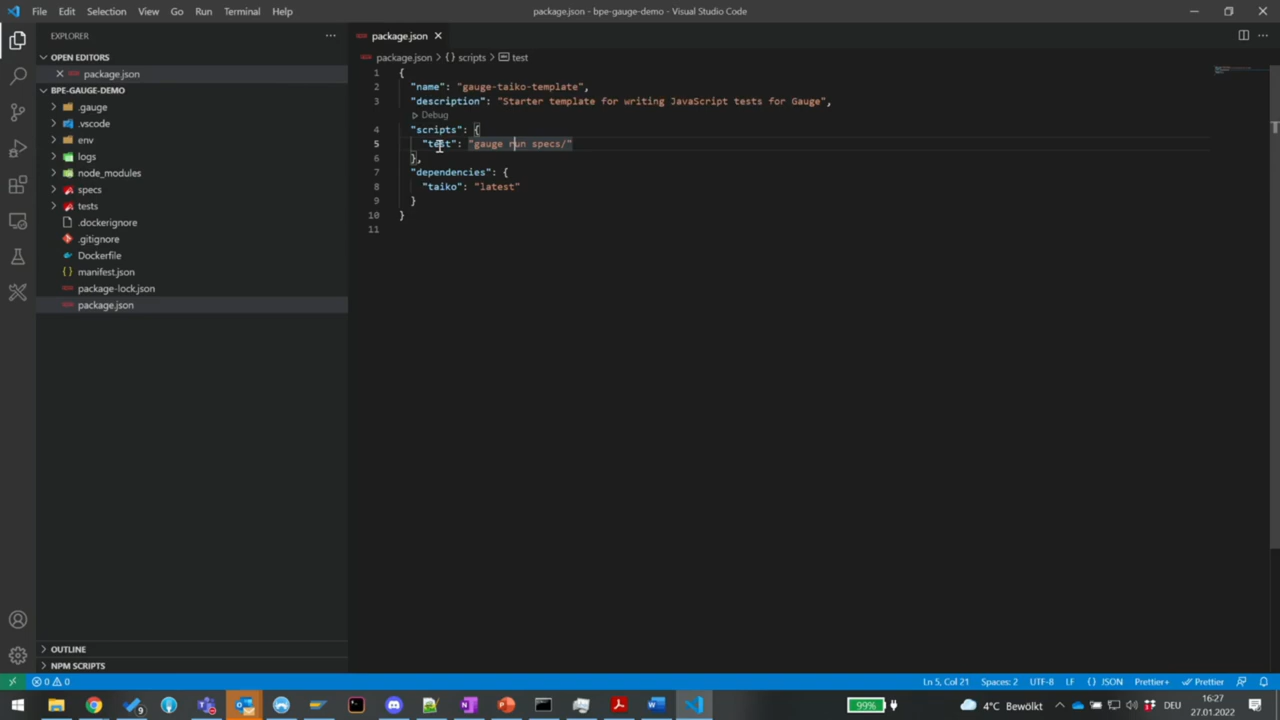 File Edit Selection View Go Run Terminal Help
package.json - bpe-gauge-demo - Visual Studio Code
EXPLORER
OPEN EDITORS
package.json
BPE-GAUGE-DEMO
.gauge
.vscode
env
logs
node_modules
specs
tests
.dockerignore
.gitignore
Dockerfile
manifest.json
package-lock.json
package.json
OUTLINE
NPM SCRIPTS
package.json
package.json > {} scripts > test
1 {
2 "name": "gauge-taiko-template",
3 "description": "Starter template for writing JavaScript tests for Gauge",
Debug
4 "scripts": {
5 "test": "gauge run specs/"
6 },
7 "dependencies": {
8 "taiko": "latest"
9 }
10 }
11
0 0
Ln 5, Col 21 Spaces: 2 UTF-8 LF {} JSON Prettier+ Prettier
99% 4°C Bewölkt DEU 16:27
27.01.2022